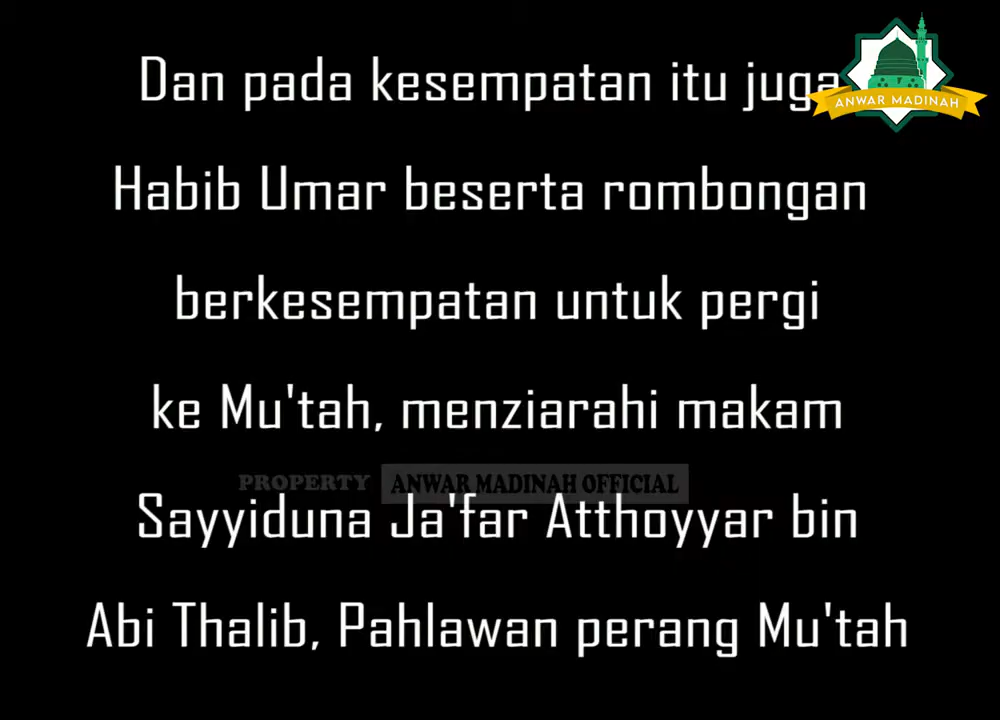 Dan pada kesempatan itu juga
ANWAR MADINAH
Habib Umar beserta rombongan
berkesempatan untuk pergi
ke Mu'tah, menziarahi makam
PROPERTY ANWAR MADINAH OFFICIAL
Sayyiduna Ja'far Atthoyyar bin
Abi Thalib, Pahlawan perang Mu'tah